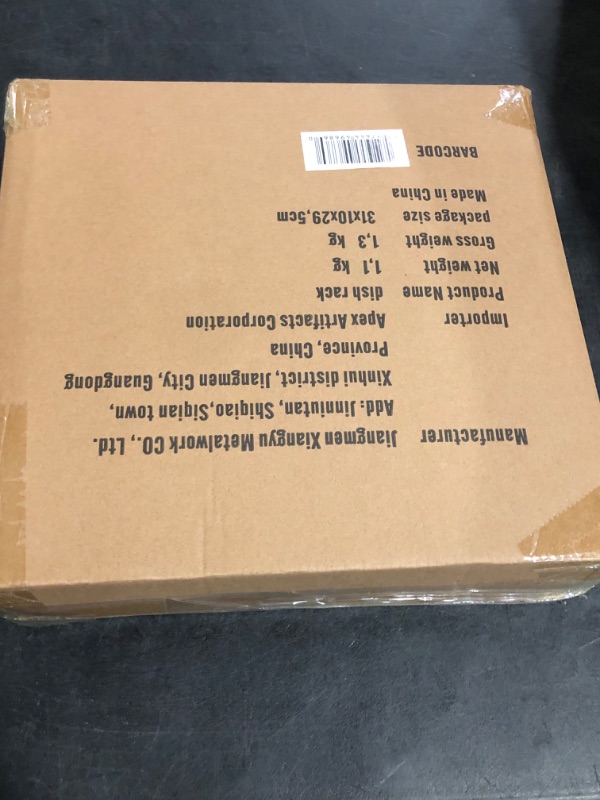 Manufacturer Jiangmen Xiangyu Metalwork CO., Ltd.
Add: Jinniutan, Shiqiao,Siqian town,
Xinhui district, Jiangmen City, Guangdong
Province, China
Importer Apex Artifacts Corporation
Product Name dish rack
Net weight 1,1 kg
Gross weight 1,3 kg
package size 31x10x29,5cm
Made in China
BARCODE